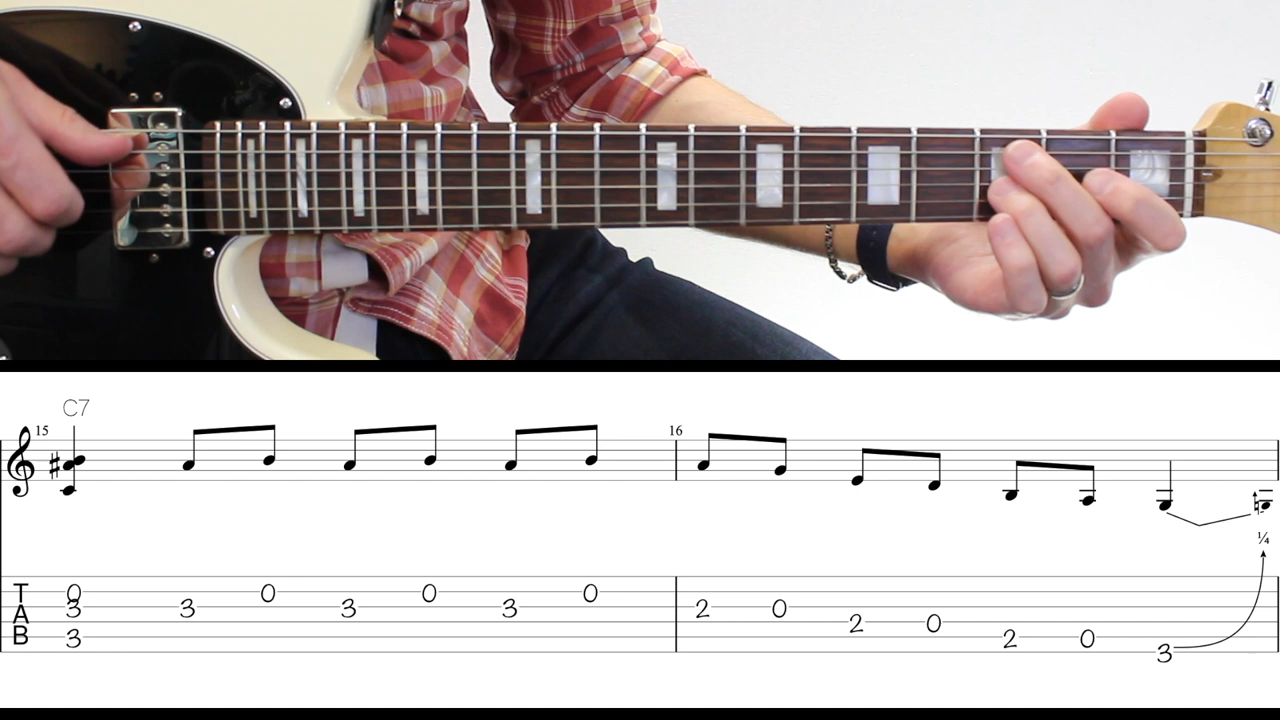 C7
15 16
¼
T 0 0 0 0
A 3 3 3 3 2 0
B 3 2 0 2 0 3